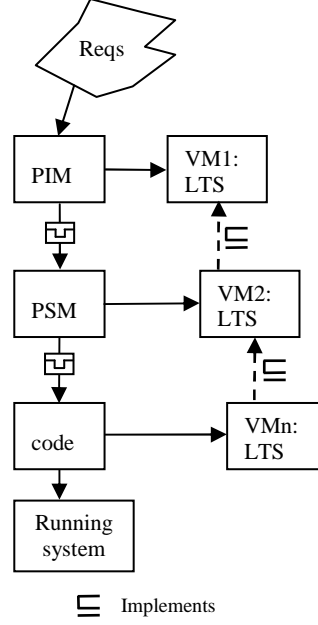 Reqs
PIM
VM1:
LTS
PSM
VM2:
LTS
code
VMn:
LTS
Running
system
⊑ Implements